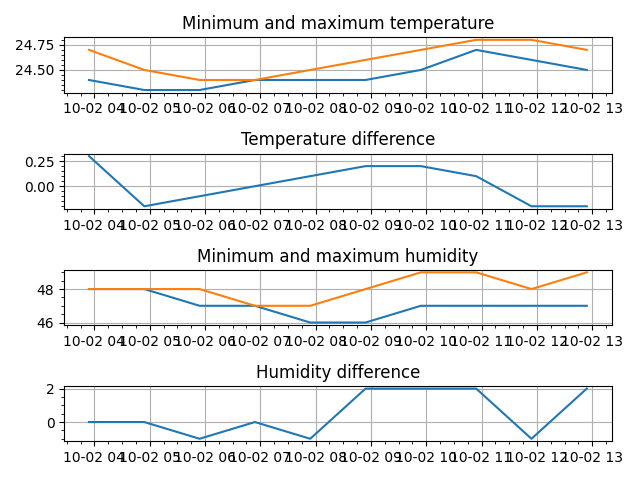 Minimum and maximum temperature
24.75
24.50
10-02 04 10-02 05 10-02 06 10-02 07 10-02 08 10-02 09 10-02 10 10-02 11 10-02 12 10-02 13
Temperature difference
0.25
0.00
10-02 04 10-02 05 10-02 06 10-02 07 10-02 08 10-02 09 10-02 10 10-02 11 10-02 12 10-02 13
Minimum and maximum humidity
48
46
10-02 04 10-02 05 10-02 06 10-02 07 10-02 08 10-02 09 10-02 10 10-02 11 10-02 12 10-02 13
Humidity difference
2
0
10-02 04 10-02 05 10-02 06 10-02 07 10-02 08 10-02 09 10-02 10 10-02 11 10-02 12 10-02 13